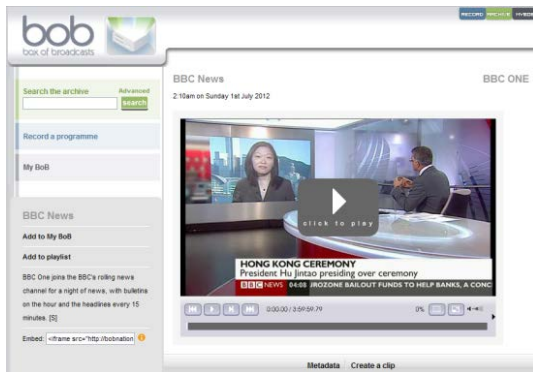 bob
box of broadcasts
RECORD ARCHIVE
Search the archive Advanced
search
Record a programme
My BoB
BBC News
Add to My BoB
Add to playlist
BBC One joins the BBC's rolling news
channel for a night of news, with bulletins
on the hour and the headlines every 15
minutes. [S]
Embed: <iframe src="http://bobnation
BBC News BBC ONE
2:10am on Sunday 1st July 2012
click to play
HONG KONG CEREMONY
President Hu Jintao presiding over ceremony
BBC NEWS 04:08 UROZONE BAILOUT FUNDS TO HELP BANKS, A CONC
0:00:00 / 3:59:59.79 0%
Metadata Create a clip